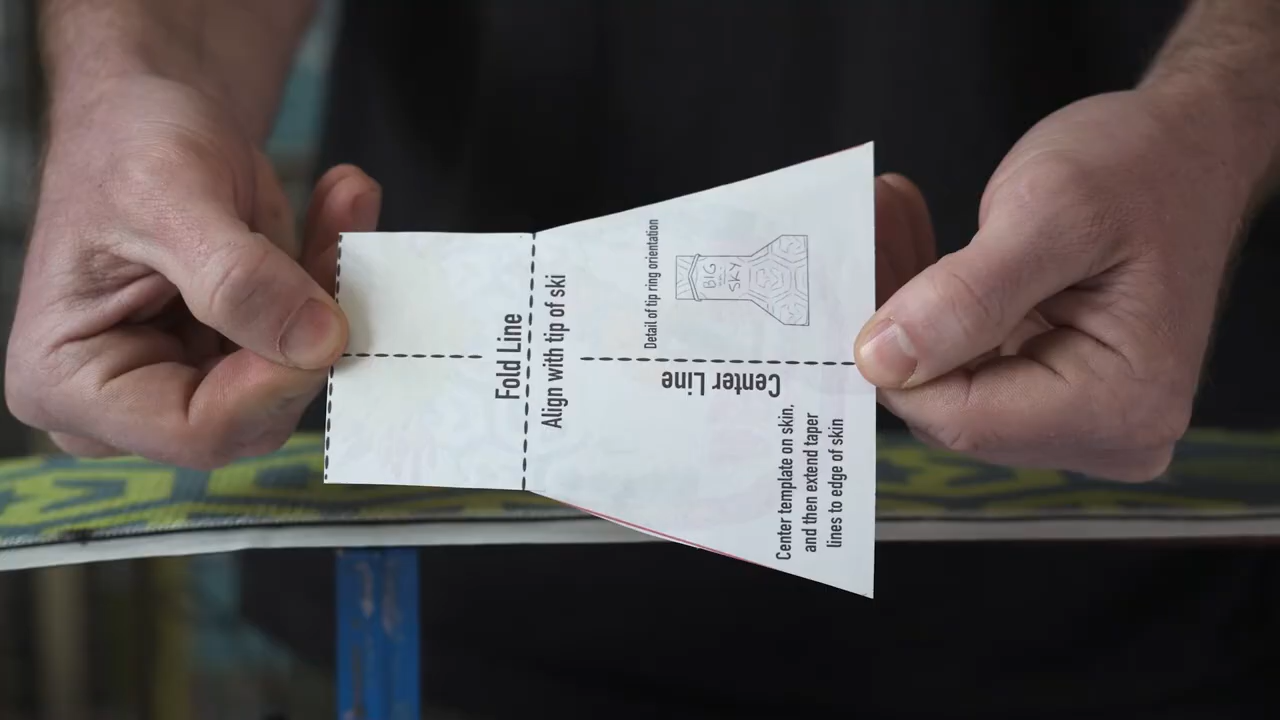 Fold Line
Align with tip of ski
Detail of tip ring orientation
BIG
SKY
Center Line
Center template on skin,
and then extend taper
lines to edge of skin